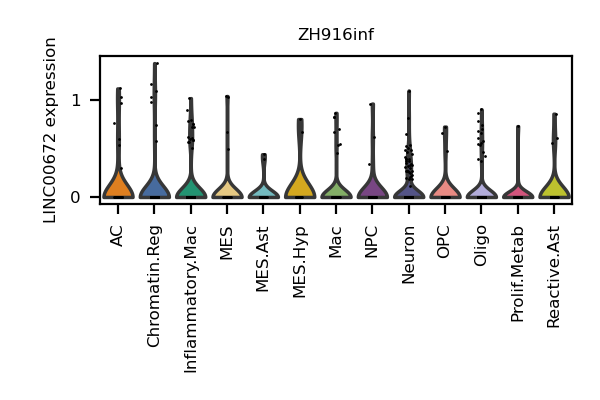 ZH916inf
LINC00672 expression
1
0
AC
Chromatin.Reg
Inflammatory.Mac
MES
MES.Ast
MES.Hyp
Mac
NPC
Neuron
OPC
Oligo
Prolif.Metab
Reactive.Ast